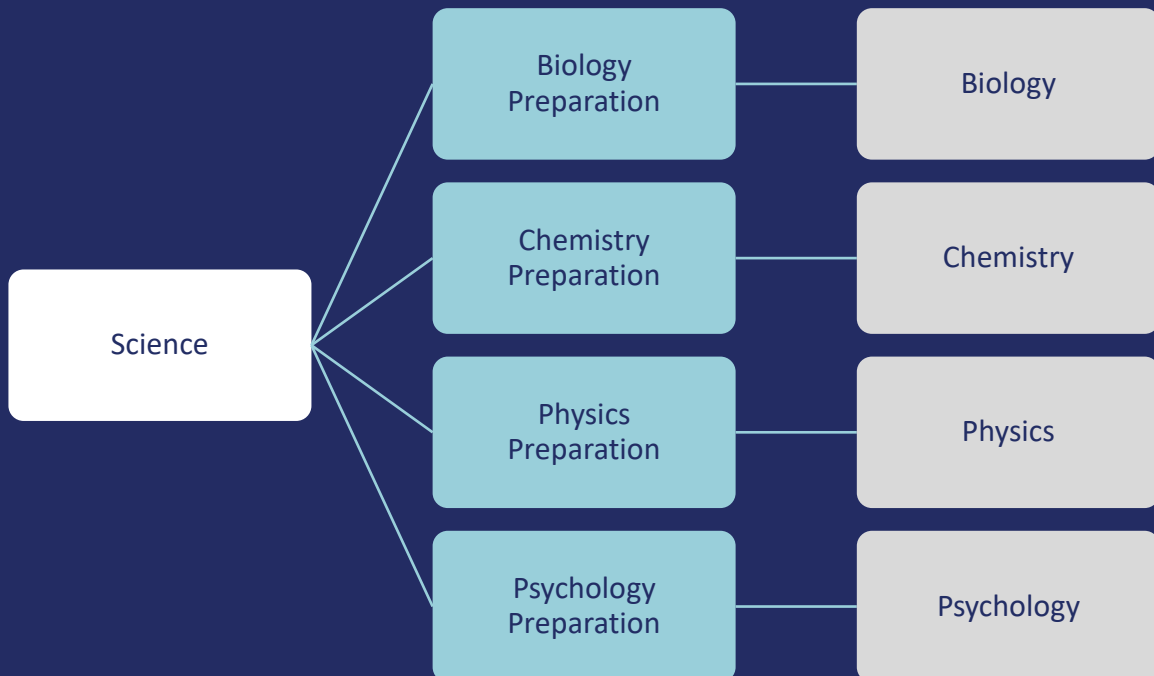 Science
Biology
Preparation
Biology
Chemistry
Preparation
Chemistry
Physics
Preparation
Physics
Psychology
Preparation
Psychology